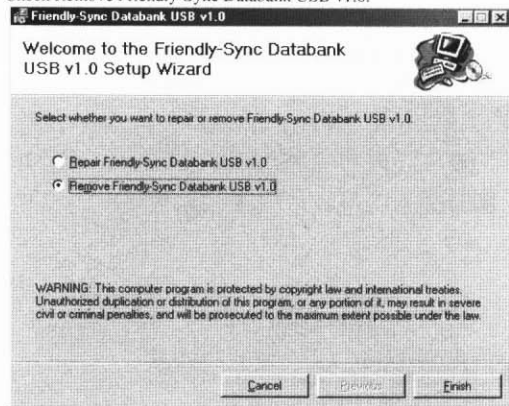 Friendly-Sync Databank USB v1.0
Welcome to the Friendly-Sync Databank
USB v1.0 Setup Wizard
Select whether you want to repair or remove Friendly-Sync Databank USB v1.0.
Repair Friendly-Sync Databank USB v1.0
Remove Friendly-Sync Databank USB v1.0
WARNING: This computer program is protected by copyright law and international treaties.
Unauthorized duplication or distribution of this program, or any portion of it, may result in severe
civil or criminal penalties, and will be prosecuted to the maximum extent possible under the law.
Cancel
Previous
Finish